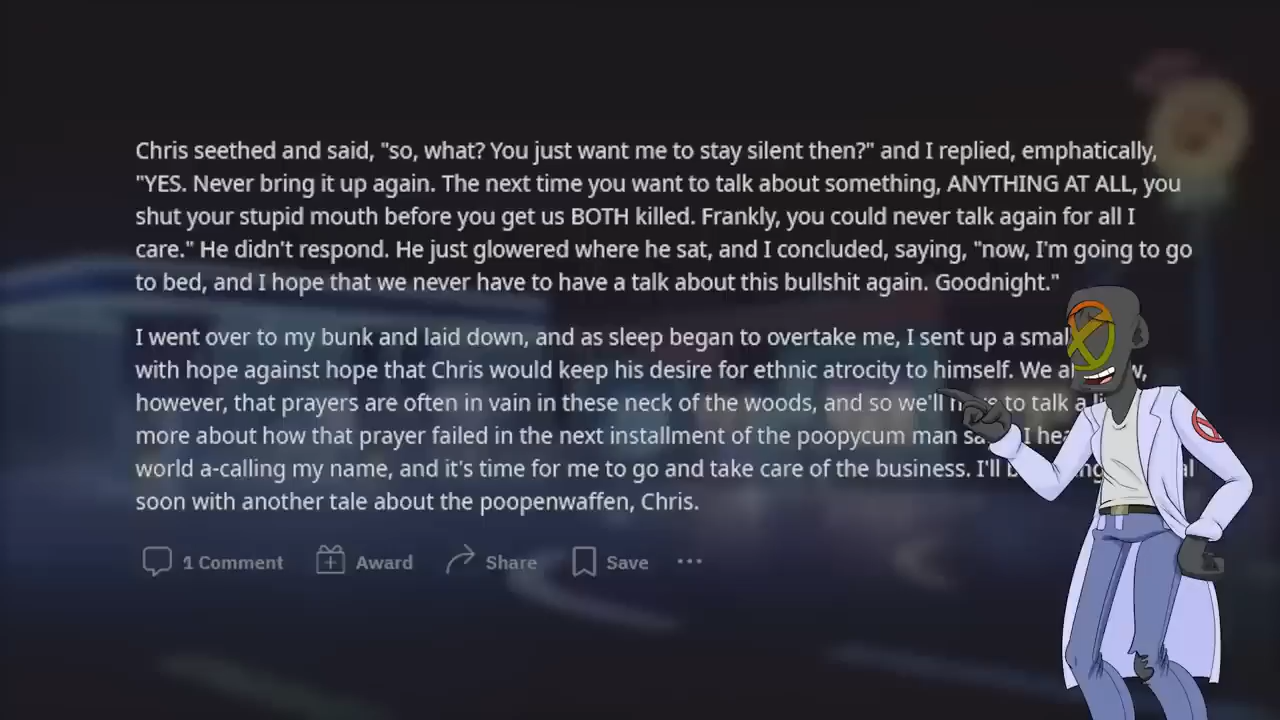 Chris seethed and said, "so, what? You just want me to stay silent then?" and I replied, emphatically,
"YES. Never bring it up again. The next time you want to talk about something, ANYTHING AT ALL, you
shut your stupid mouth before you get us BOTH killed. Frankly, you could never talk again for all I
care." He didn't respond. He just glowered where he sat, and I concluded, saying, "now, I'm going to go
to bed, and I hope that we never have to have a talk about this bullshit again. Goodnight."
I went over to my bunk and laid down, and as sleep began to overtake me, I sent up a
with hope against hope that Chris would keep his desire for ethnic atrocity to himself. We
however, that prayers are often in vain in these neck of the woods, and so we'll to talk a
more about how that prayer failed in the next installment of the poopycum man I
world a-calling my name, and it's time for me to go and take care of the business. I'll
soon with another tale about the poopenwaffen, Chris.
1 Comment Award Share Save